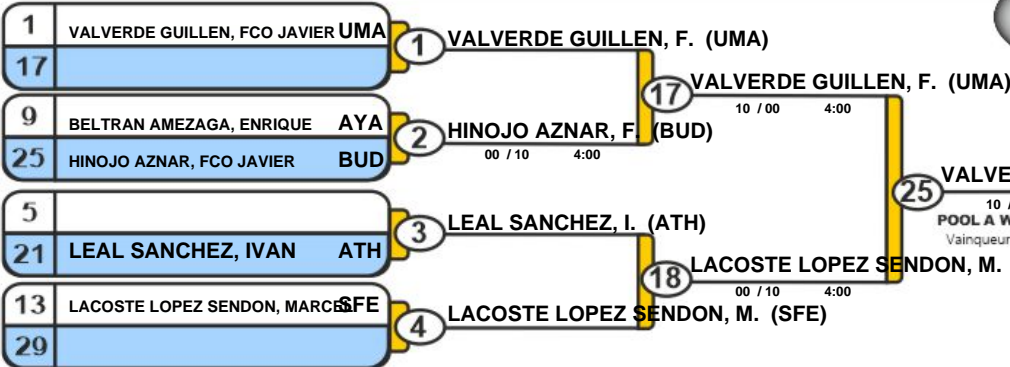 1 VALVERDE GUILLEN, FCO JAVIER UMA
17
9 BELTRAN AMEZAGA, ENRIQUE AYA
25 HINOJO AZNAR, FCO JAVIER BUD
5
21 LEAL SANCHEZ, IVAN ATH
13 LACOSTE LOPEZ SENDON, MARCEL SFE
29
1 VALVERDE GUILLEN, F. (UMA)
2 HINOJO AZNAR, F. (BUD)
00 / 10 4:00
3 LEAL SANCHEZ, I. (ATH)
4 LACOSTE LOPEZ SENDON, M. (SFE)
17 VALVERDE GUILLEN, F. (UMA)
10 / 00 4:00
18 LACOSTE LOPEZ SENDON, M.
00 / 10 4:00
25 VALVE
10 /
POOL A W
Vainqueur